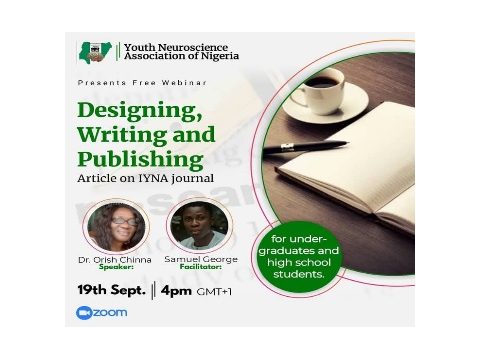 Youth Neuroscience
Association of Nigeria
Presents Free Webinar
Designing,
Writing and
Publishing
Article on IYNA journal
Dr. Orish Chinna
Speaker:
Samuel George
Facilitator:
for under-
graduates and
high school
students.
19th Sept. || 4pm GMT+1
zoom